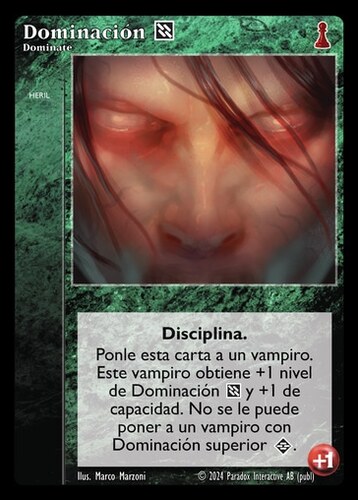 Dominación
Dominate
HERIL
Disciplina.
Ponle esta carta a un vampiro.
Este vampiro obtiene +1 nivel
de Dominación y +1 de
capacidad. No se le puede
poner a un vampiro con
Dominación superior .
+1
Illus. Marco Marzoni
© 2024 Paradox Interactive AB (publ)